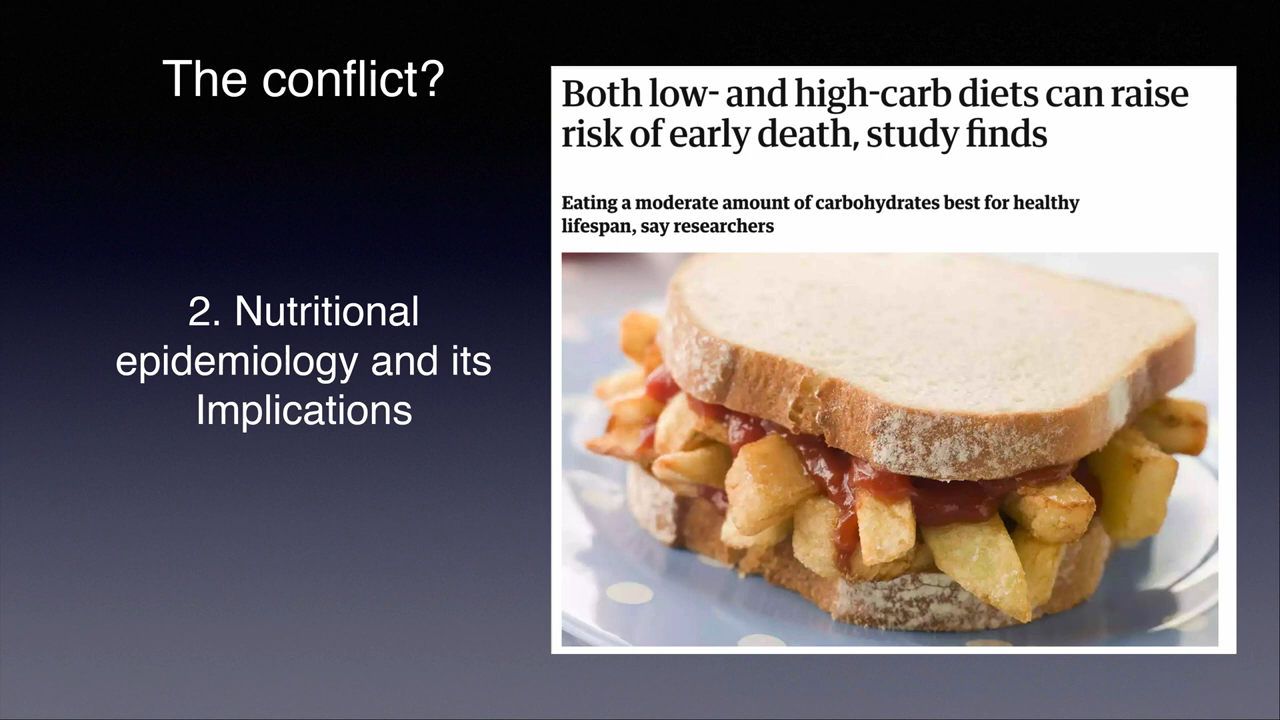 The conflict?
2. Nutritional
epidemiology and its
Implications
Both low- and high-carb diets can raise
risk of early death, study finds
Eating a moderate amount of carbohydrates best for healthy
lifespan, say researchers